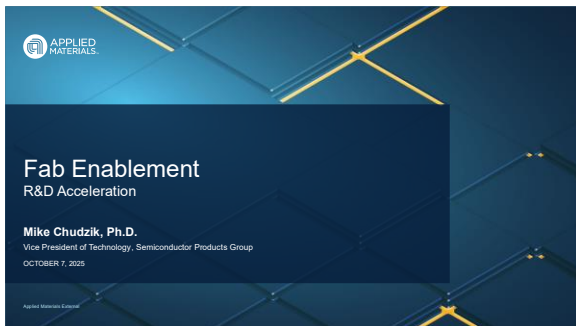 APPLIED
MATERIALS®
Fab Enablement
R&D Acceleration
Mike Chudzik, Ph.D.
Vice President of Technology, Semiconductor Products Group
OCTOBER 7, 2025
Applied Materials External